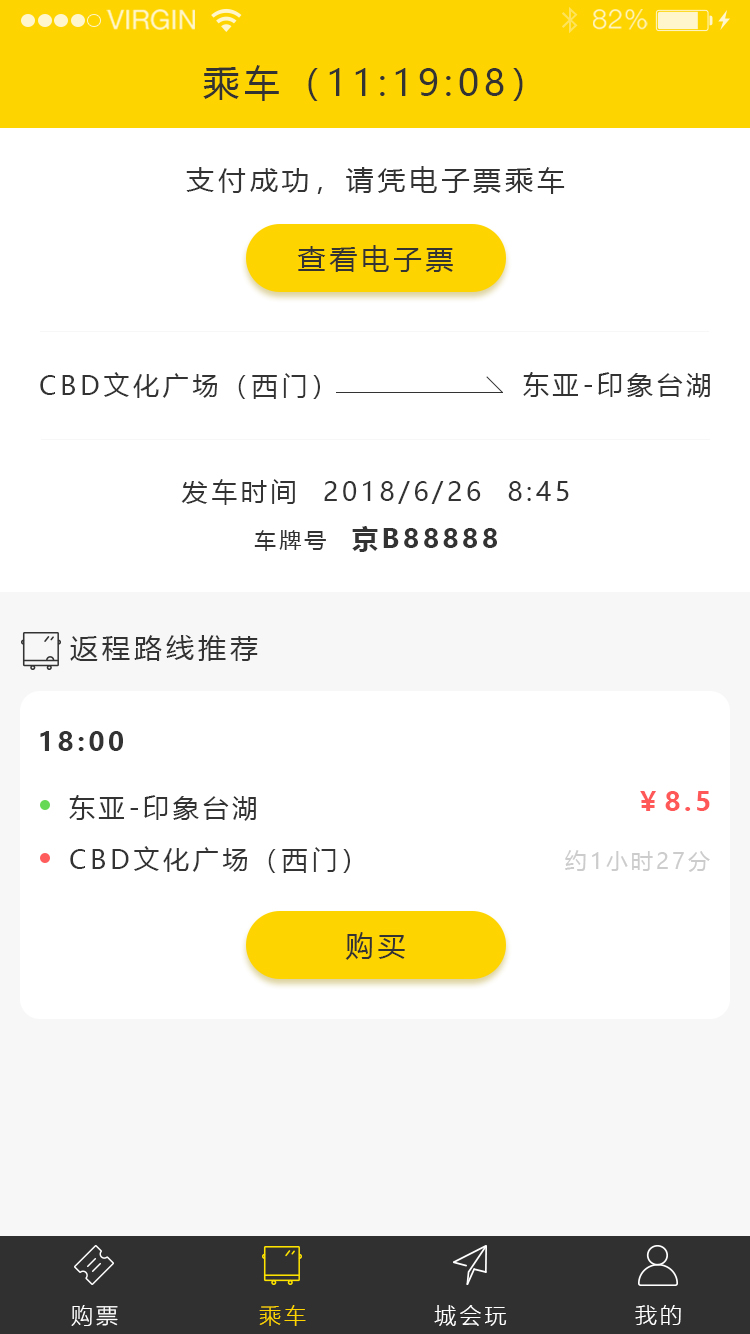 VIRGIN 82%
乘车（11:19:08）
支付成功，请凭电子票乘车
查看电子票
CBD文化广场（西门） 东亚-印象台湖
发车时间 2018/6/26 8:45
车牌号 京B88888
返程路线推荐
18:00
东亚-印象台湖 ¥8.5
CBD文化广场（西门） 约1小时27分
购买
购票 乘车 城会玩 我的